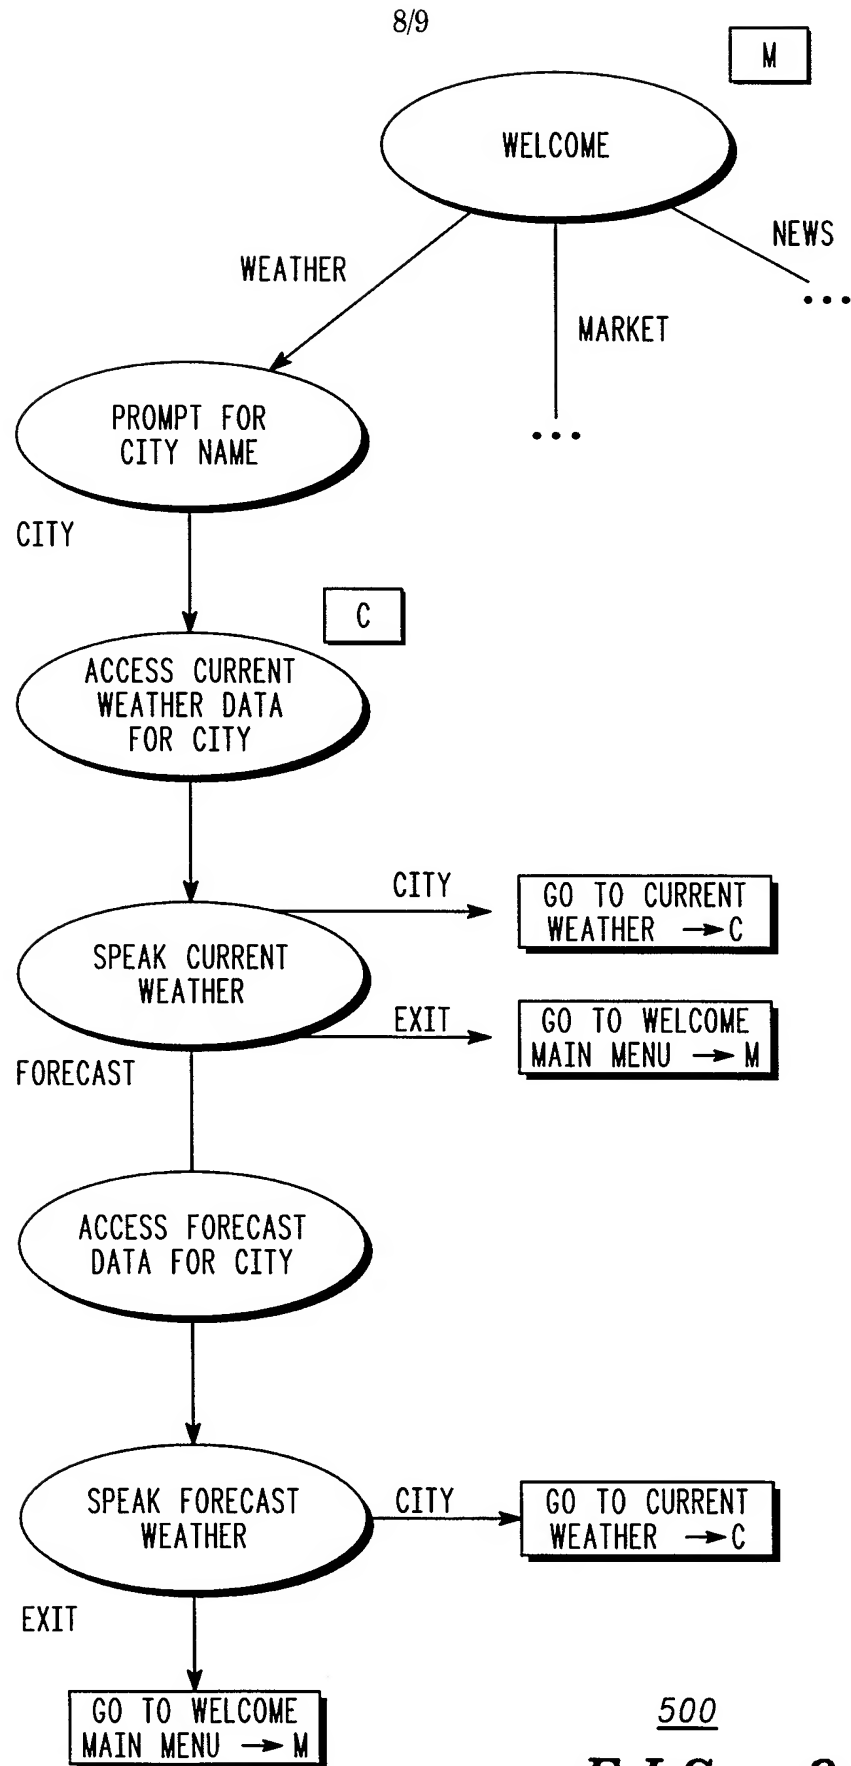 8/9
M
WELCOME
NEWS
WEATHER
...
MARKET
PROMPT FOR
CITY NAME
...
CITY
C
ACCESS CURRENT
WEATHER DATA
FOR CITY
CITY
GO TO CURRENT
WEATHER → C
SPEAK CURRENT
WEATHER
EXIT
GO TO WELCOME
MAIN MENU → M
FORECAST
ACCESS FORECAST
DATA FOR CITY
SPEAK FORECAST
WEATHER
CITY
GO TO CURRENT
WEATHER → C
EXIT
GO TO WELCOME
MAIN MENU → M
500